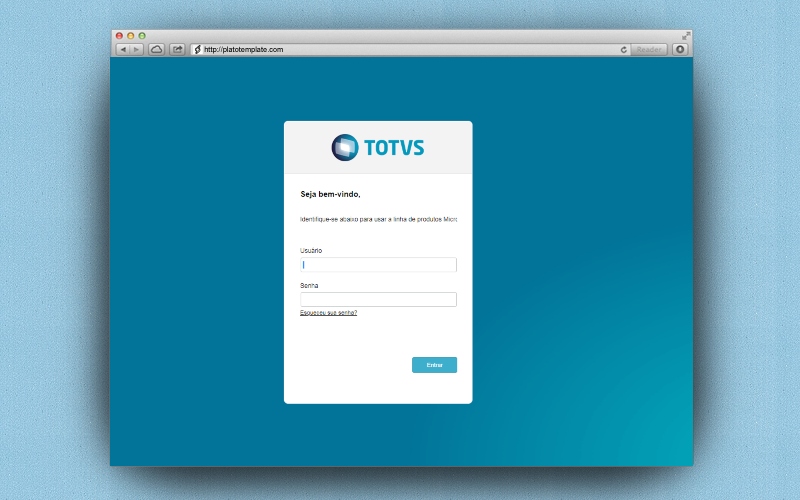 http://platotemplate.com
Reader
TOTVS
Seja bem-vindo,
Identifique-se abaixo para usar a linha de produtos Micro
Usuário
Senha
Esqueceu sua senha?
Entrar